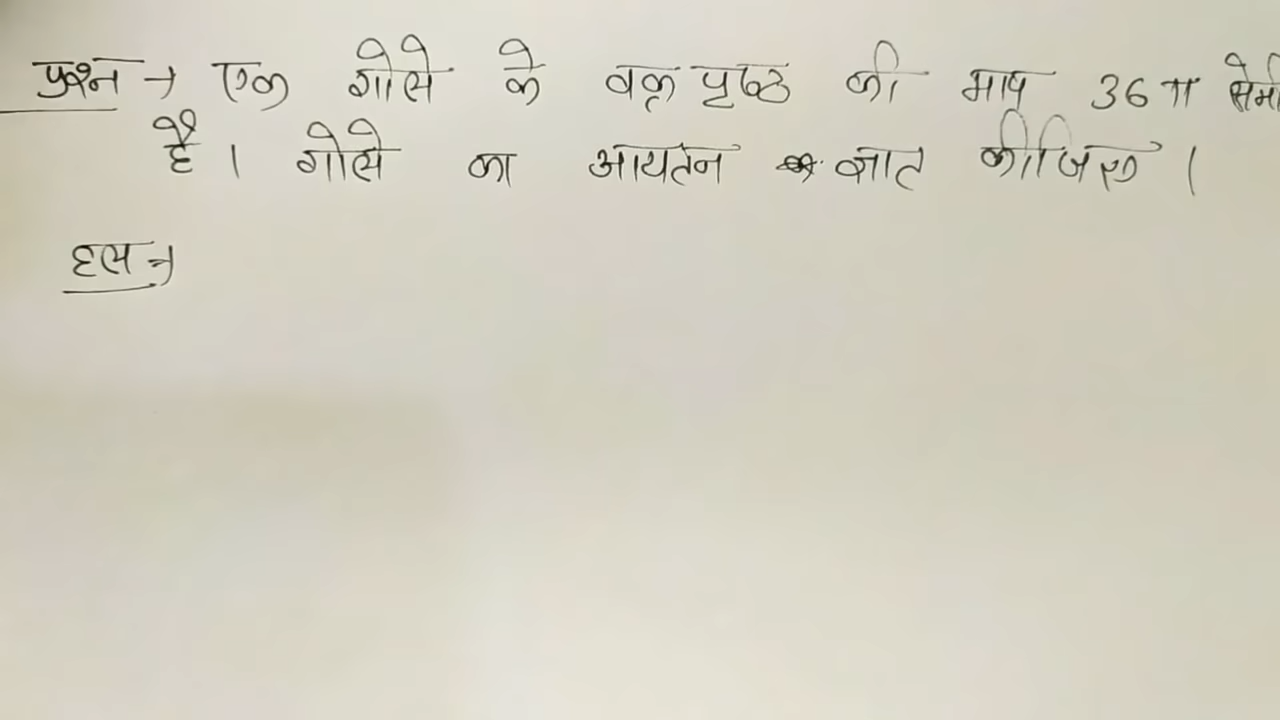 प्रश्न → एक गोले के वक्र पृष्ठ की माप 36π सेमी
है । गोले का आयतन ज्ञात कीजिए ।
हल →